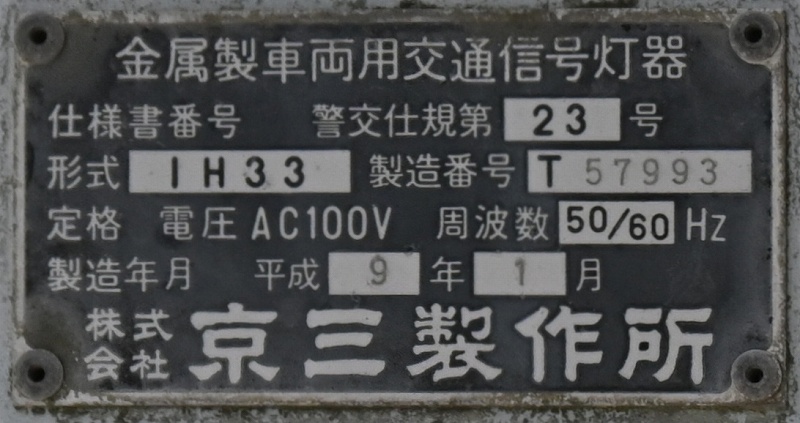 金属製車両用交通信号灯器
仕様書番号 警交仕規第 23 号
形式 1H33 製造番号 T 57993
定格 電圧 AC100V 周波数 50/60 Hz
製造年月 平成 9 年 1 月
株式会社 京三製作所